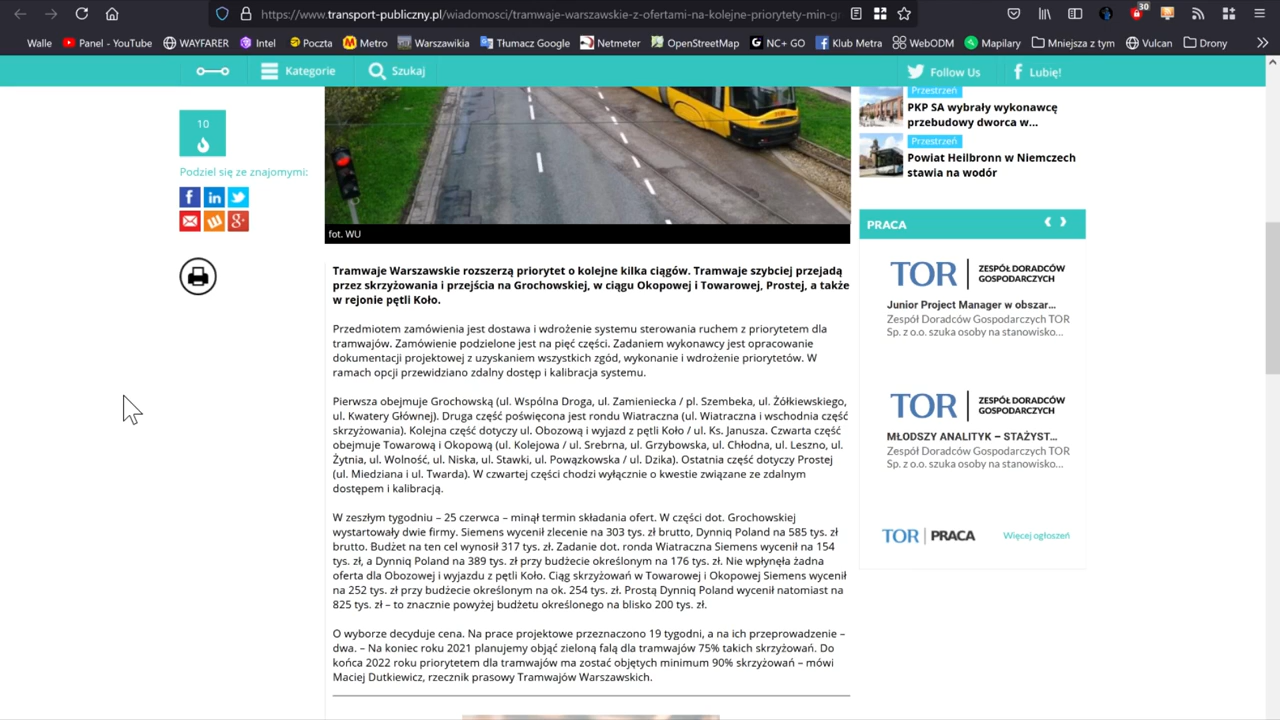 https://www.transport-publiczny.pl/wiadomosci/tramwaje-warszawskie-z-ofertami-na-kolejne-priorytety-min-gr
30
Walle
Panel - YouTube
WAYFARER
Intel
Poczta
Metro
Warszawikia
Tłumacz Google
Netmeter
OpenStreetMap
NC+ GO
Klub Metra
WebODM
Mapilary
Mniejsza z tym
Vulcan
Drony
Kategorie
Szukaj
Follow Us
Lubię!
10
Podziel się ze znajomymi:
fot. WU
Tramwaje Warszawskie rozszerzą priorytet o kolejne kilka ciągów. Tramwaje szybciej przejadą
przez skrzyżowania i przejścia na Grochowskiej, w ciągu Okopowej i Towarowej, Prostej, a także
w rejonie pętli Koło.
Przedmiotem zamówienia jest dostawa i wdrożenie systemu sterowania ruchem z priorytetem dla
tramwajów. Zamówienie podzielone jest na pięć części. Zadaniem wykonawcy jest opracowanie
dokumentacji projektowej z uzyskaniem wszystkich zgód, wykonanie i wdrożenie priorytetów. W
ramach opcji przewidziano zdalny dostęp i kalibracja systemu.
Pierwsza obejmuje Grochowską (ul. Wspólna Droga, ul. Zamieniecka / pl. Szembeka, ul. Żółkiewskiego,
ul. Kwatery Głównej). Druga część poświęcona jest rondu Wiatraczna (ul. Wiatraczna i wschodnia część
skrzyżowania). Kolejna część dotyczy ul. Obozową i wyjazd z pętli Koło / ul. Ks. Janusza. Czwarta część
obejmuje Towarową i Okopową (ul. Kolejowa / ul. Srebrna, ul. Grzybowska, ul. Chłodna, ul. Leszno, ul.
Żytnia, ul. Wolność, ul. Niska, ul. Stawki, ul. Powązkowska / ul. Dzika). Ostatnia część dotyczy Prostej
(ul. Miedziana i ul. Twarda). W czwartej części chodzi wyłącznie o kwestie związane ze zdalnym
dostępem i kalibracją.
W zeszłym tygodniu – 25 czerwca – minął termin składania ofert. W części dot. Grochowskiej
wystartowały dwie firmy. Siemens wycenił zlecenie na 303 tys. zł brutto, Dynniq Poland na 585 tys. zł
brutto. Budżet na ten cel wynosił 317 tys. zł. Zadanie dot. ronda Wiatraczna Siemens wycenił na 154
tys. zł, a Dynniq Poland na 389 tys. zł przy budżecie określonym na 176 tys. zł. Nie wpłynęła żadna
oferta dla Obozowej i wyjazdu z pętli Koło. Ciąg skrzyżowań w Towarowej i Okopowej Siemens wycenił
na 252 tys. zł przy budżecie określonym na ok. 254 tys. zł. Prostą Dynniq Poland wycenił natomiast na
825 tys. zł – to znacznie powyżej budżetu określonego na blisko 200 tys. zł.
O wyborze decyduje cena. Na prace projektowe przeznaczono 19 tygodni, a na ich przeprowadzenie –
dwa. – Na koniec roku 2021 planujemy objąć zieloną falą dla tramwajów 75% takich skrzyżowań. Do
końca 2022 roku priorytetem dla tramwajów ma zostać objętych minimum 90% skrzyżowań – mówi
Maciej Dutkiewicz, rzecznik prasowy Tramwajów Warszawskich.
Przestrzeń
PKP SA wybrały wykonawcę
przebudowy dworca w...
Przestrzeń
Powiat Heilbronn w Niemczech
stawia na wodór
PRACA
TOR
ZESPÓŁ DORADCÓW
GOSPODARCZYCH
Junior Project Manager w obszar...
Zespół Doradców Gospodarczych TOR
Sp. z o.o. szuka osoby na stanowisko...
TOR
ZESPÓŁ DORADCÓW
GOSPODARCZYCH
MŁODSZY ANALITYK – STAŻYST...
Zespół Doradców Gospodarczych TOR
Sp. z o.o. szuka osoby na stanowisko...
TOR PRACA
Więcej ogłoszeń